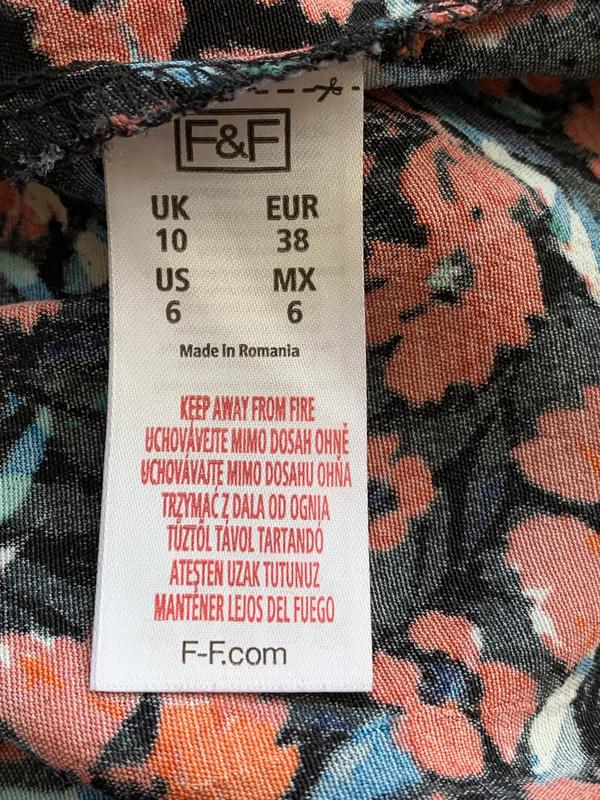 F&F
UK EUR
10 38
US MX
6 6
Made in Romania
KEEP AWAY FROM FIRE
UCHOVÁVEJTE MIMO DOSAH OHNĚ
UCHOVÁVAJTE MIMO DOSAHU OHŇA
TRZYMAĆ Z DALA OD OGNIA
TŰZTŐL TÁVOL TARTANDÓ
ATEŞTEN UZAK TUTUNUZ
MANTÉNER LEJOS DEL FUEGO
F-F.com